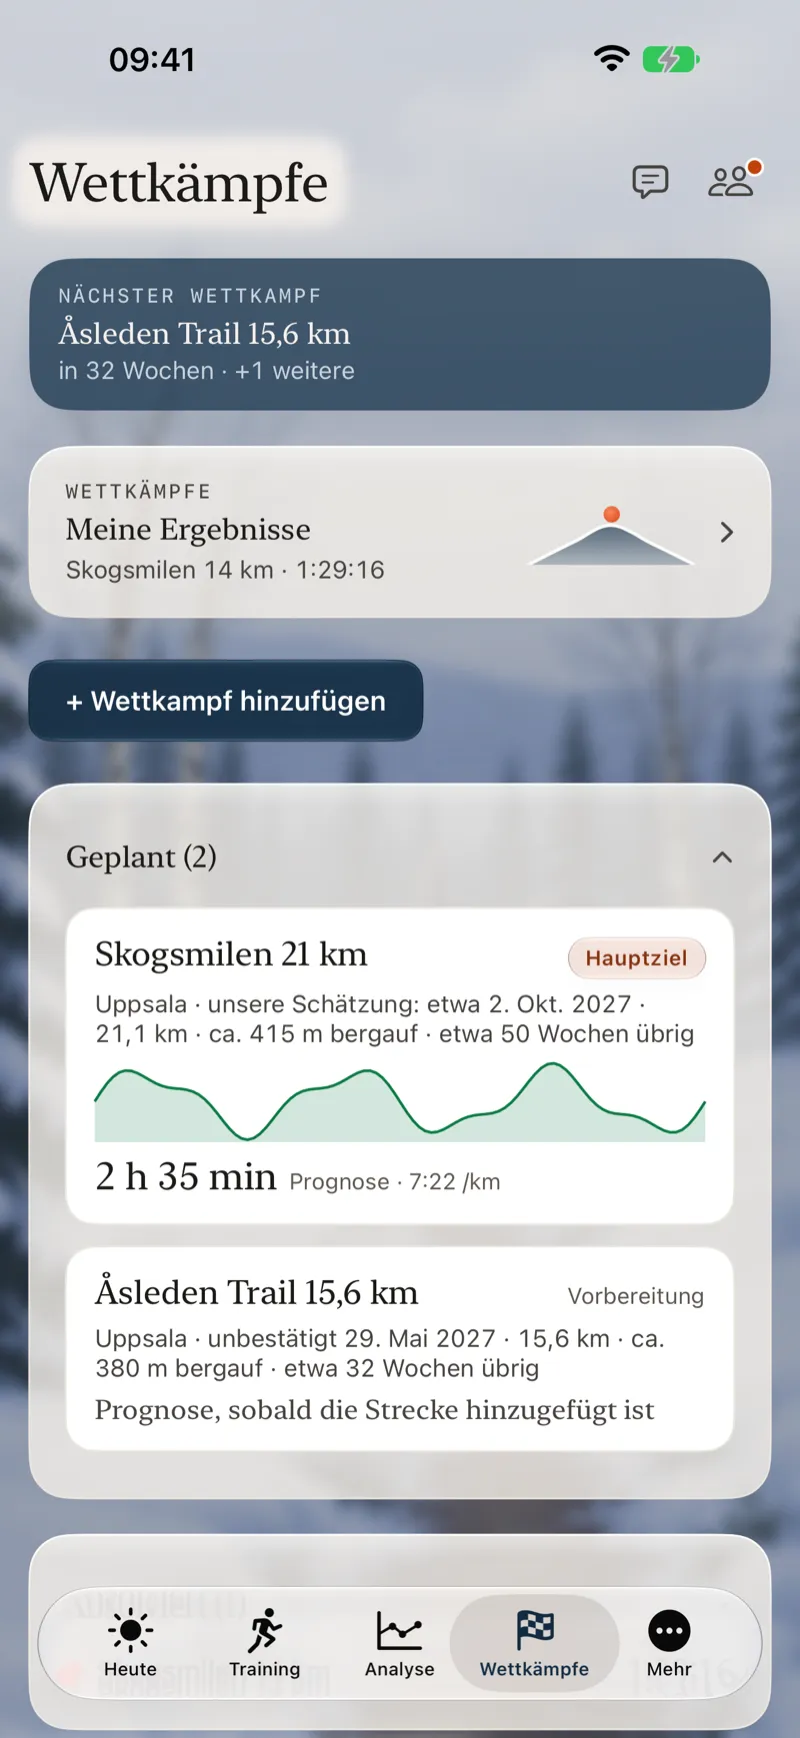 09:41
Wettkämpfe
NÄCHSTER WETTKAMPF
Åsleden Trail 15,6 km
in 32 Wochen · +1 weitere
WETTKÄMPFE
Meine Ergebnisse
Skogsmilen 14 km · 1:29:16
+ Wettkampf hinzufügen
Geplant (2)
Skogsmilen 21 km
Hauptziel
Uppsala · unsere Schätzung: etwa 2. Okt. 2027 ·
21,1 km · ca. 415 m bergauf · etwa 50 Wochen übrig
2 h 35 min Prognose · 7:22 /km
Åsleden Trail 15,6 km
Vorbereitung
Uppsala · unbestätigt 29. Mai 2027 · 15,6 km · ca.
380 m bergauf · etwa 32 Wochen übrig
Prognose, sobald die Strecke hinzugefügt ist
Heute
Training
Analyse
Wettkämpfe
Mehr